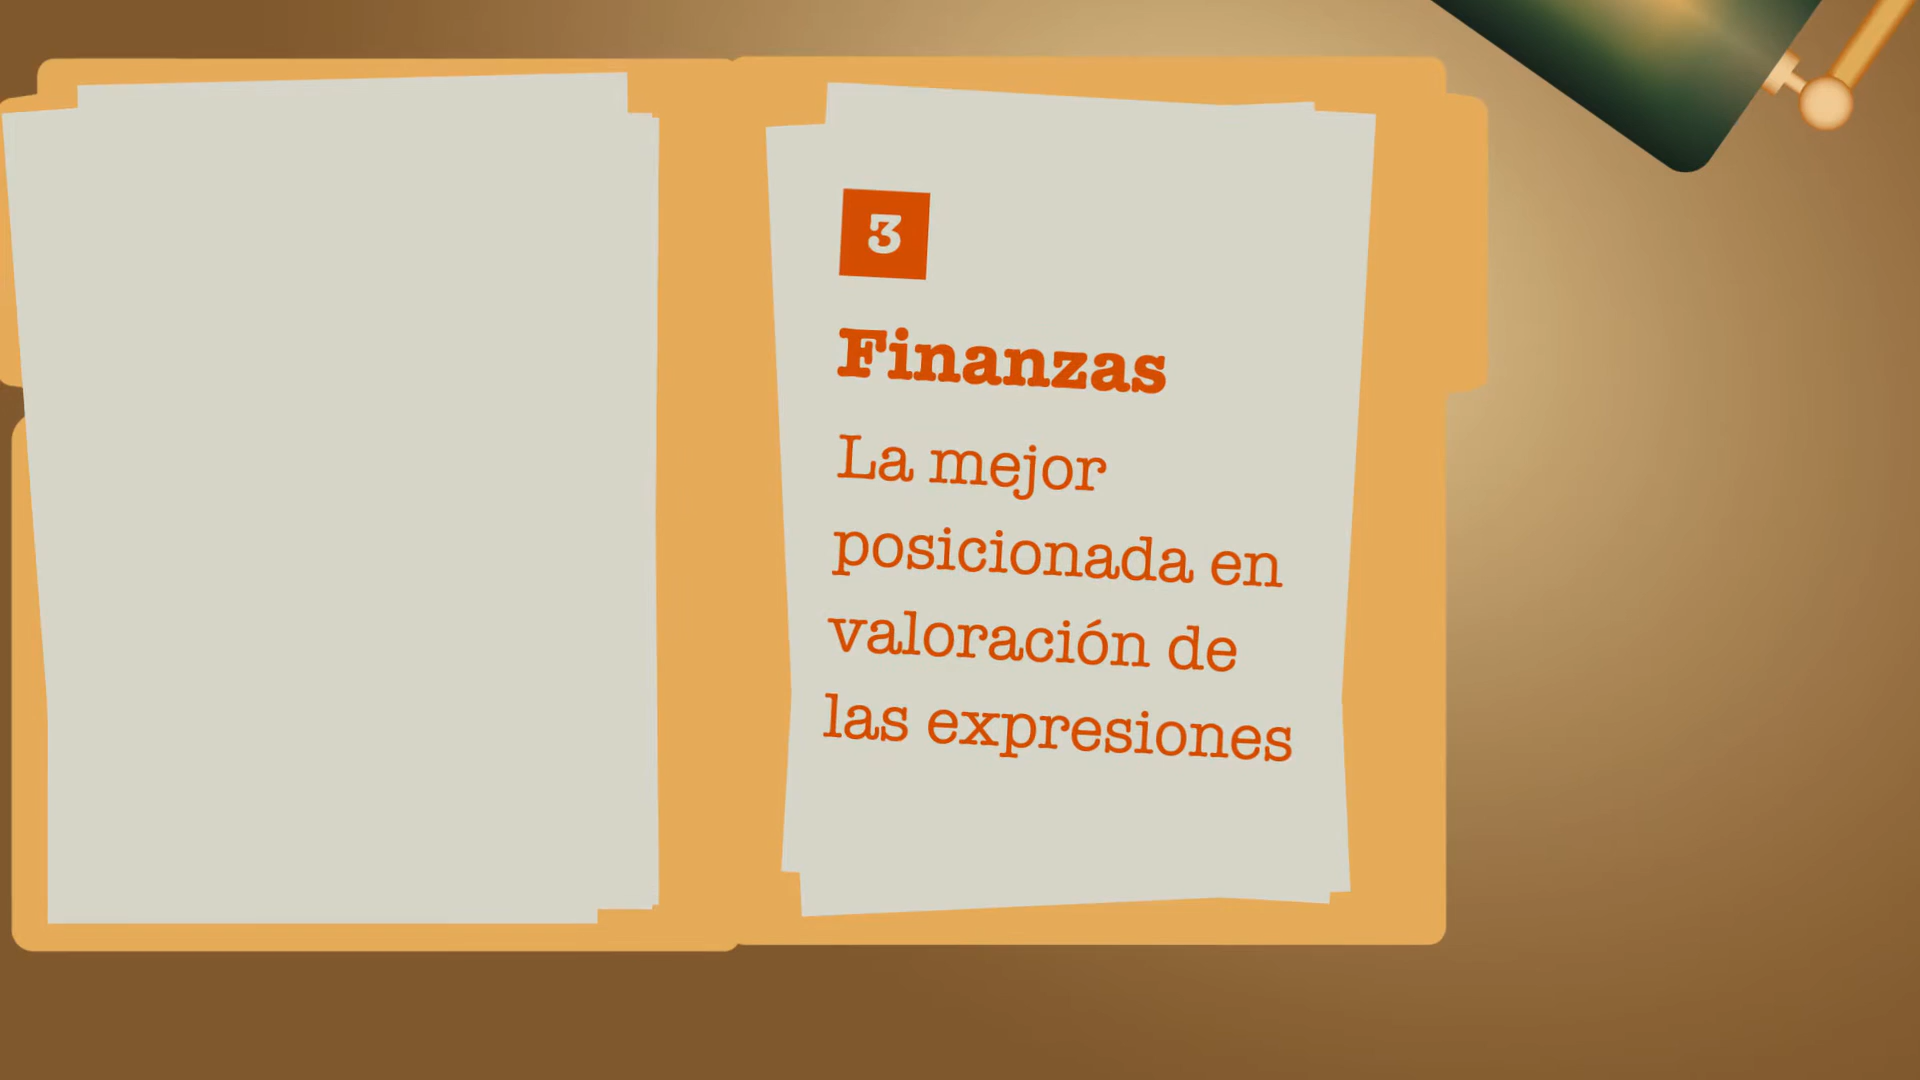 3
Finanzas
La mejor
posicionada en
valoración de
las expresiones